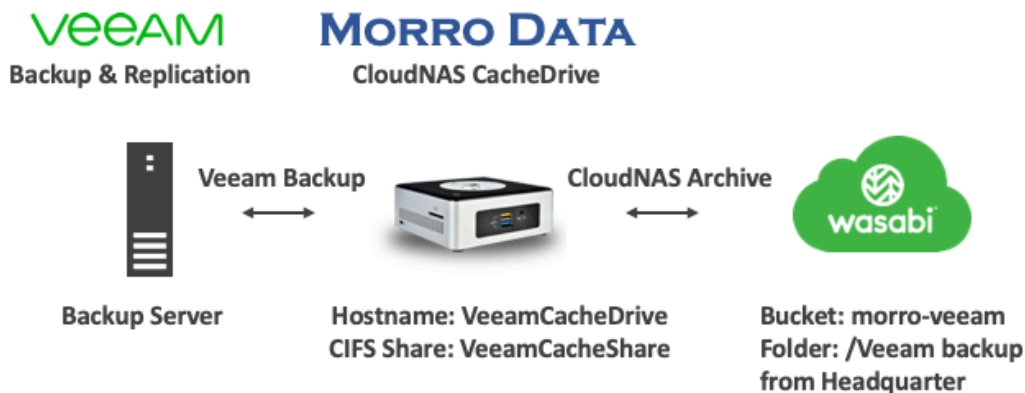 veeam
MORRO DATA
Backup & Replication
CloudNAS CacheDrive
Veeam Backup
CloudNAS Archive
wasabi
Backup Server
Hostname: VeeamCacheDrive
CIFS Share: VeeamCacheShare
Bucket: morro-veeam
Folder: /Veeam backup
from Headquarter